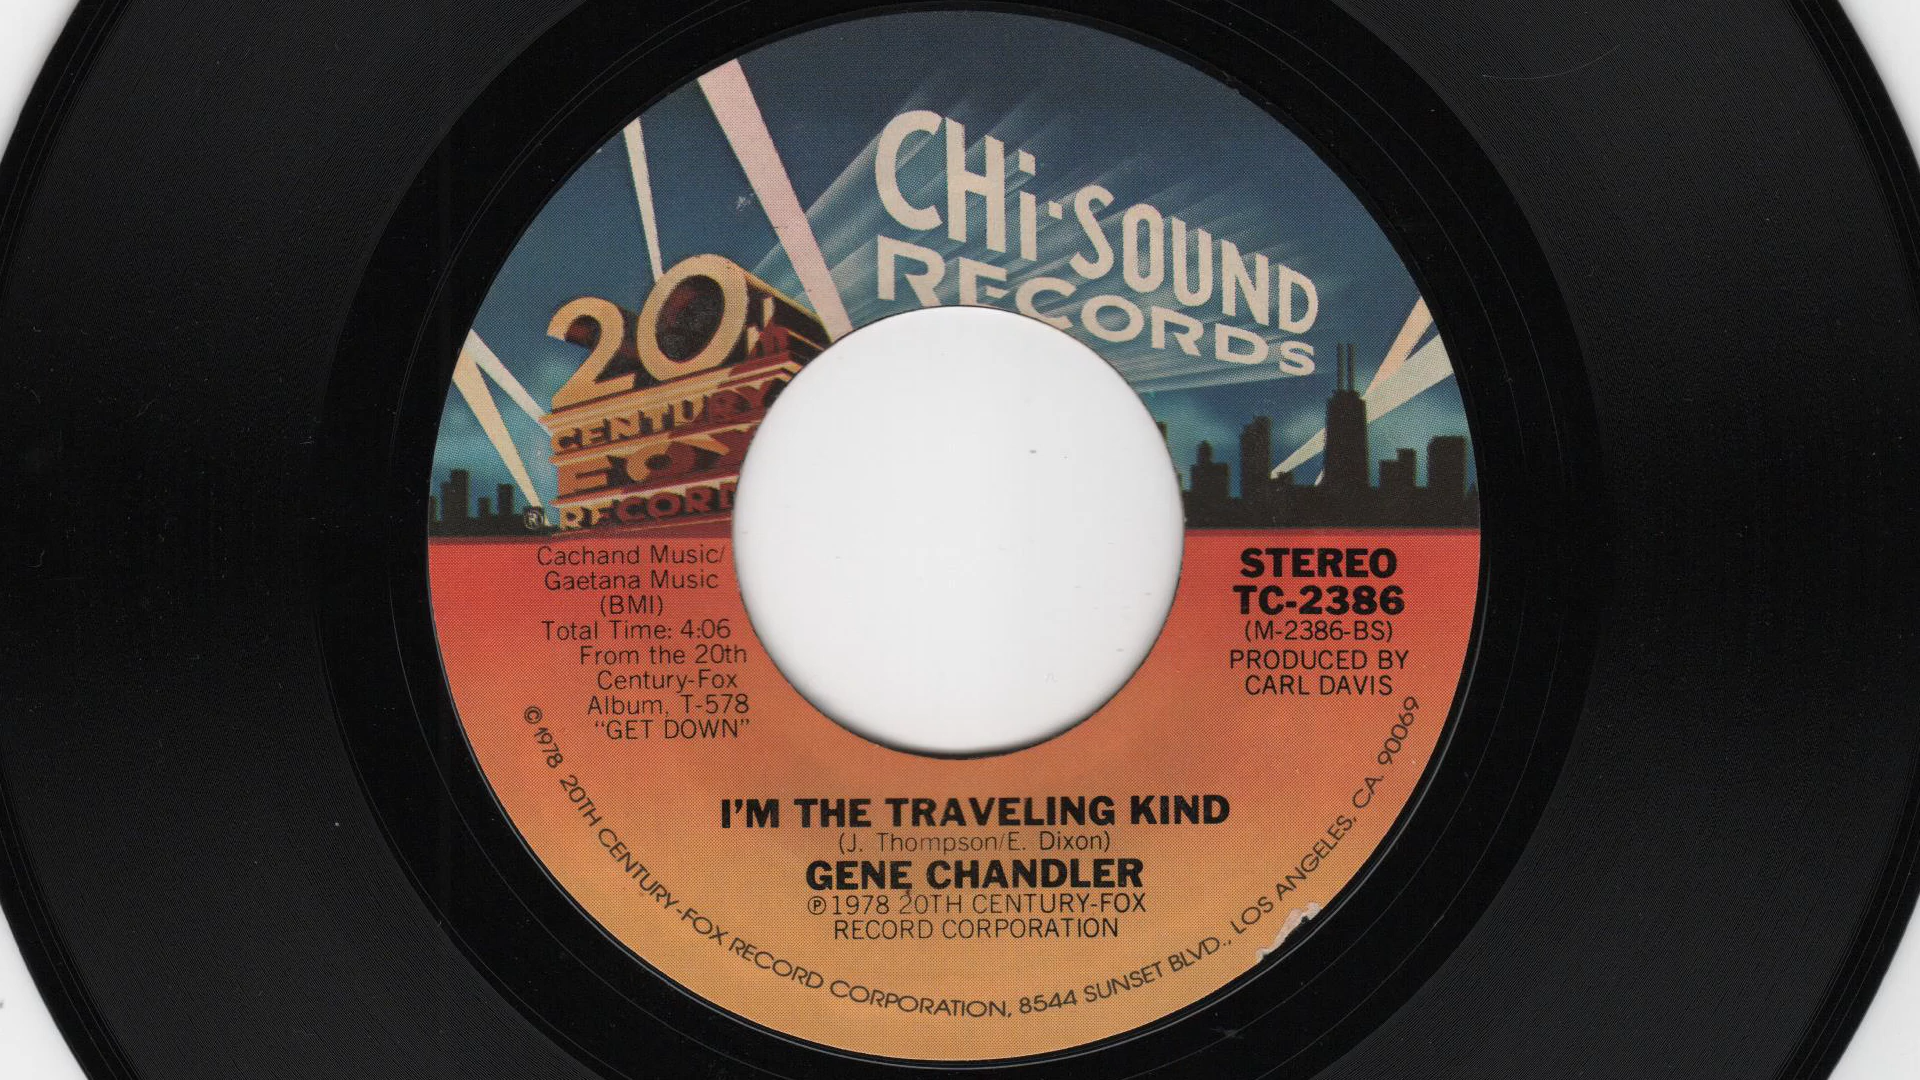 CHi-SOUND
RECORDS
20
CENTURY
FOX
RECORD
®
Cachand Music/
Gaetana Music
(BMI)
Total Time: 4:06
From the 20th
Century-Fox
Album, T-578
"GET DOWN"
STEREO
TC-2386
(M-2386-BS)
PRODUCED BY
CARL DAVIS
I'M THE TRAVELING KIND
(J. Thompson/E. Dixon)
GENE CHANDLER
℗1978 20TH CENTURY-FOX
RECORD CORPORATION
©1978 20TH CENTURY-FOX RECORD CORPORATION, 8544 SUNSET BLVD., LOS ANGELES, CA. 90069